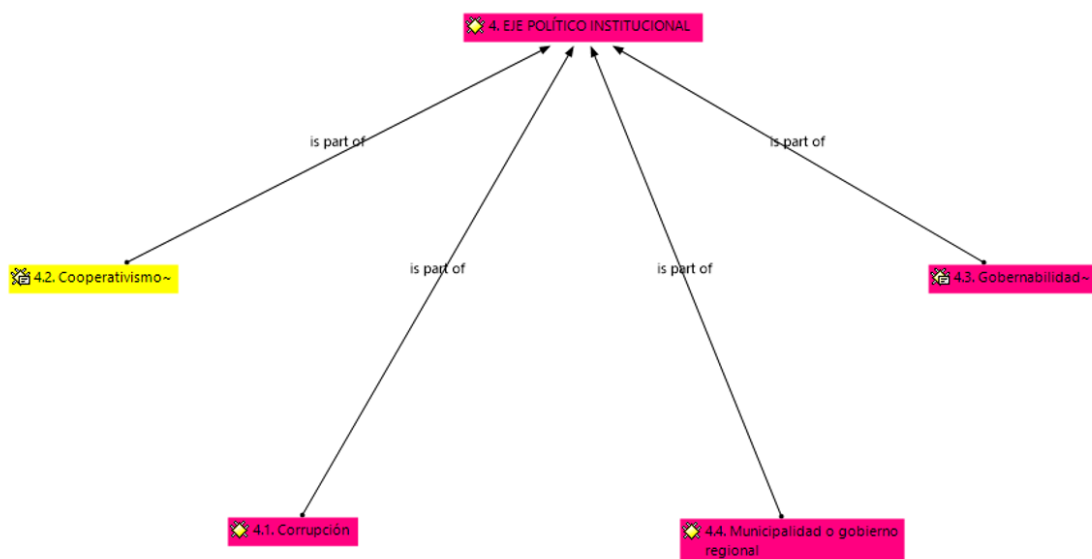 4. EJE POLÍTICO INSTITUCIONAL
is part of
is part of
is part of
is part of
4.2. Cooperativismo~
4.3. Gobernabilidad~
4.1. Corrupción
4.4. Municipalidad o gobierno
regional